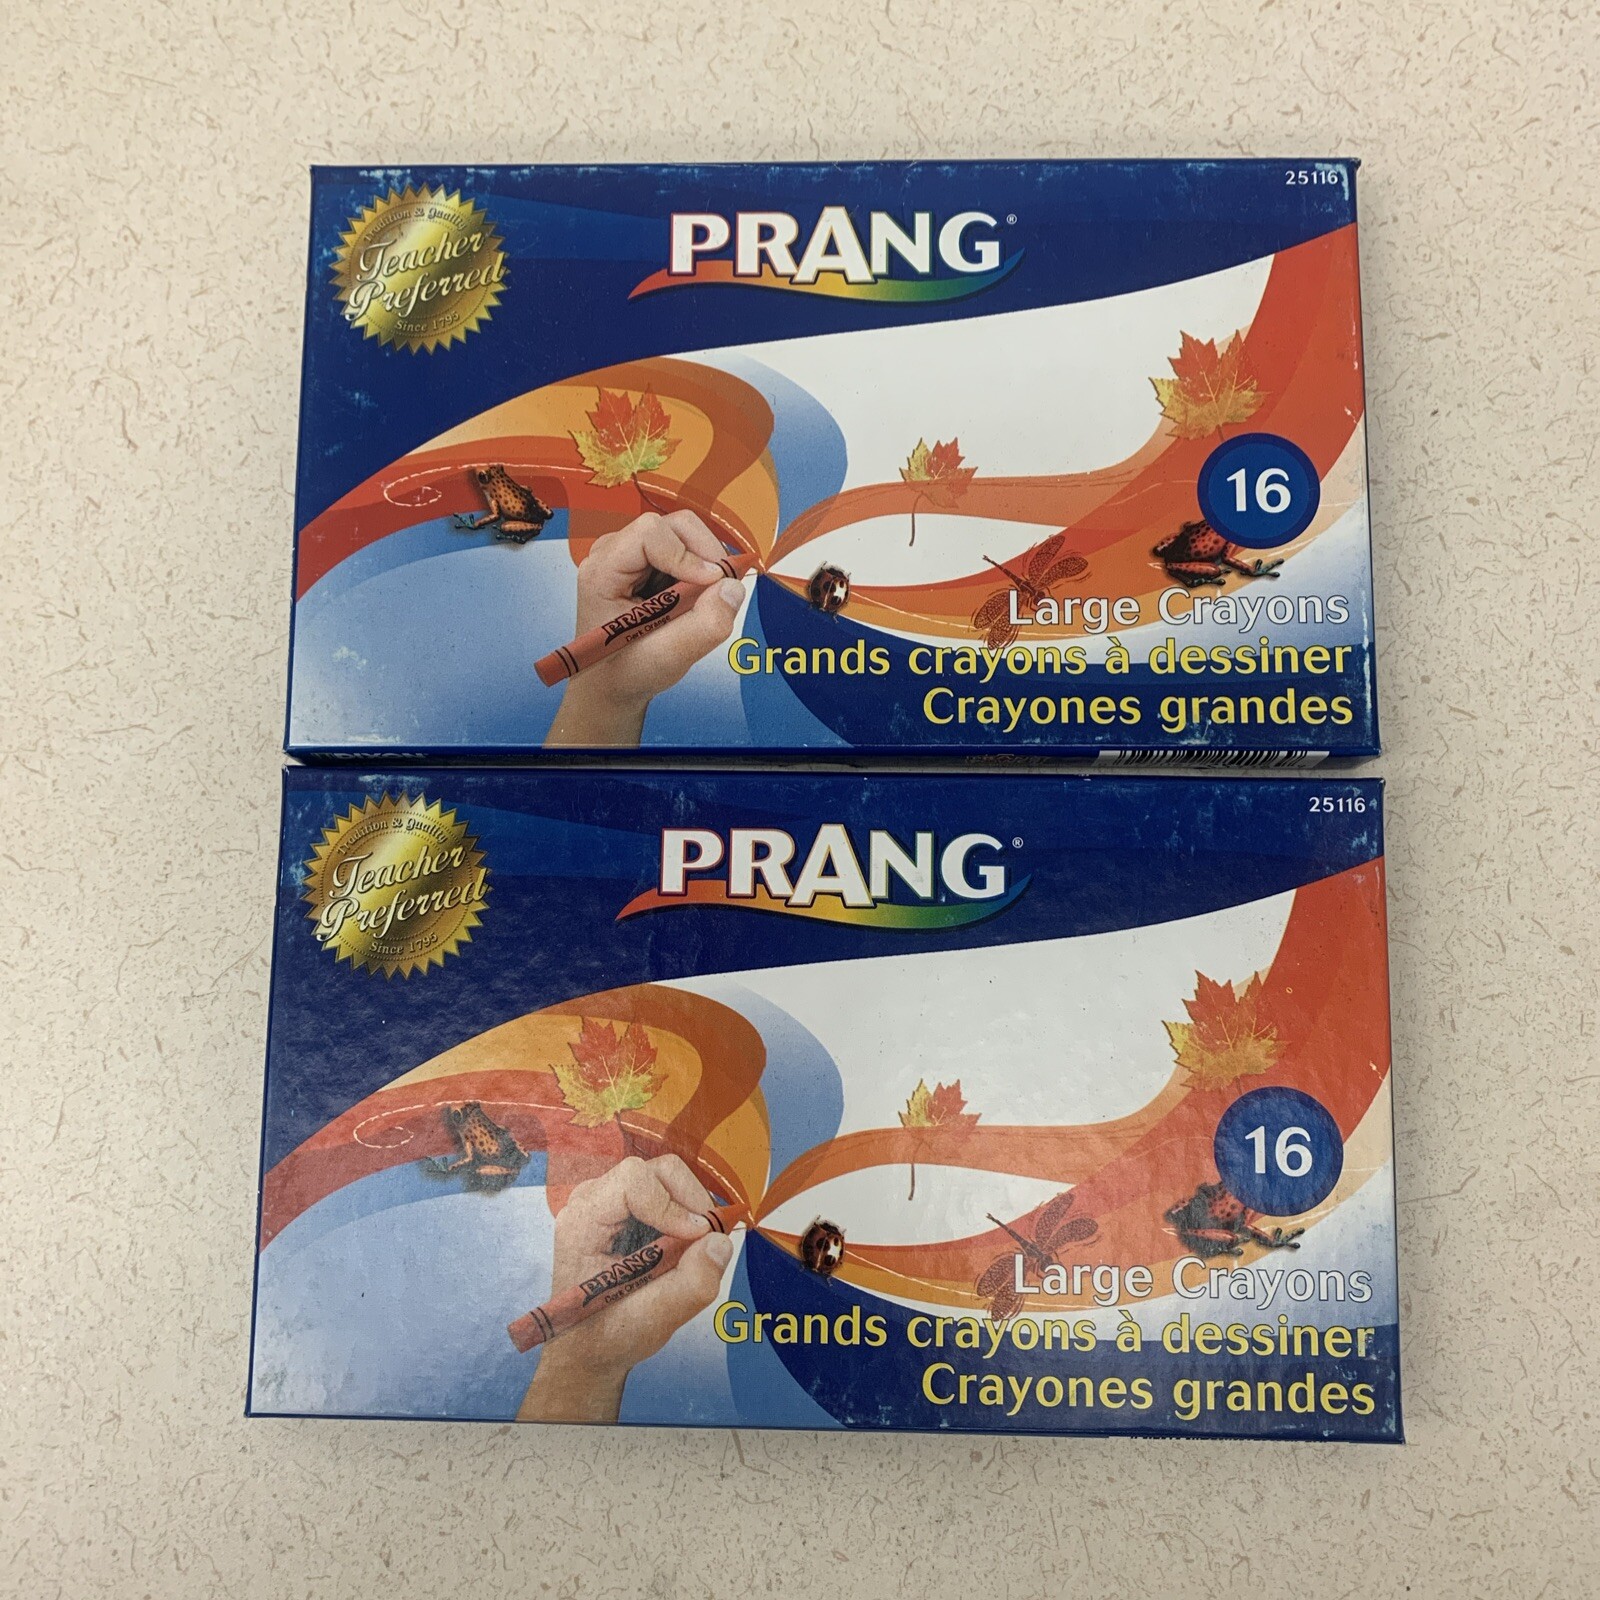 25116
PRANG®
Tradition & Quality
Teacher
Preferred
Since 1795
16
PRANG
Dark Orange
Large Crayons
Grands crayons à dessiner
Crayones grandes
DIXON
25116
PRANG®
Tradition & Quality
Teacher
Preferred
Since 1795
16
PRANG
Dark Orange
Large Crayons
Grands crayons à dessiner
Crayones grandes